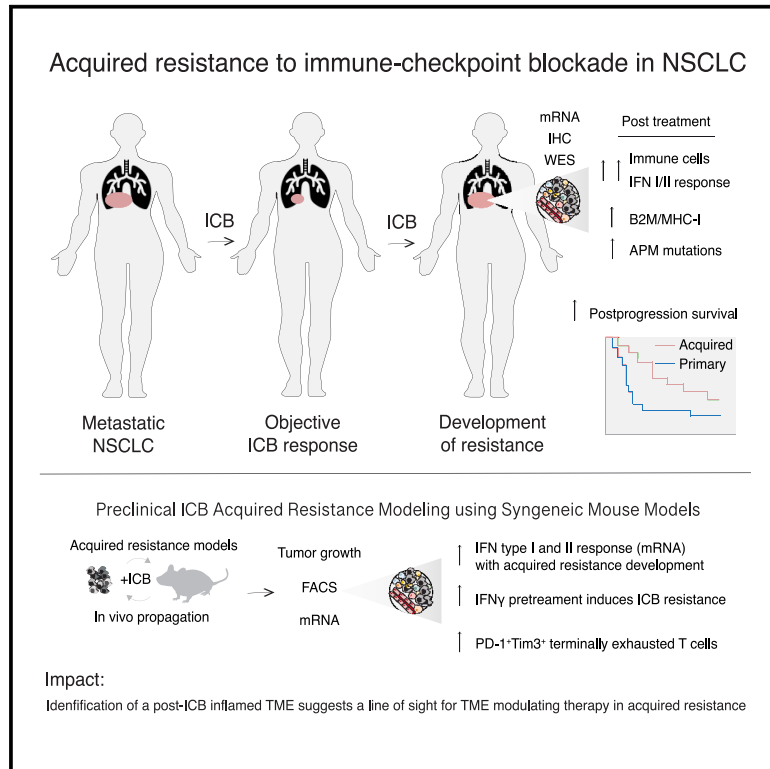 Acquired resistance to immune-checkpoint blockade in NSCLC
mRNA
IHC
WES
Post treatment
Immune cells
IFN I/II response
B2M/MHC-I
APM mutations
ICB
ICB
Postprogression survival
Acquired
Primary
Metastatic
NSCLC
Objective
ICB response
Development
of resistance
Preclinical ICB Acquired Resistance Modeling using Syngeneic Mouse Models
Acquired resistance models
+ICB
In vivo propagation
Tumor growth
FACS
mRNA
IFN type I and II response (mRNA)
with acquired resistance development
IFNγ pretreament induces ICB resistance
PD-1+Tim3+ terminally exhausted T cells
Impact:
Idenfification of a post-ICB inflamed TME suggests a line of sight for TME modulating therapy in acquired resistance